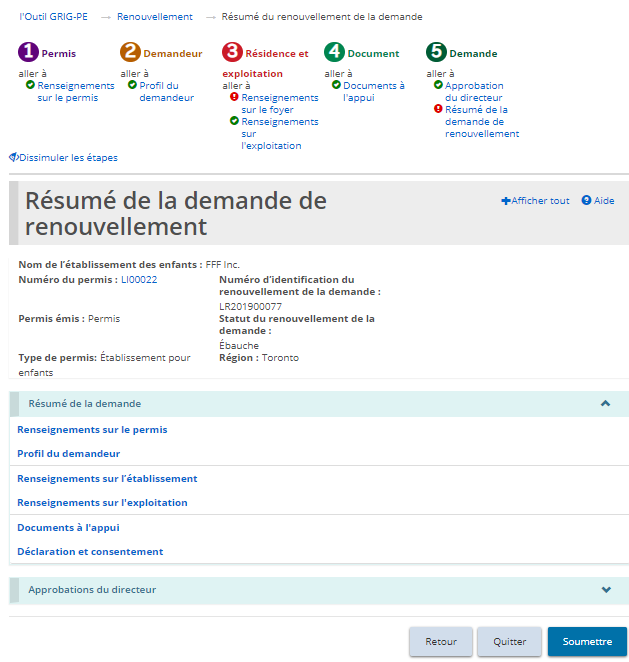 l'Outil GRIG-PE → Renouvellement → Résumé du renouvellement de la demande
1 Permis
aller à
Renseignements
sur le permis
2 Demandeur
aller à
Profil du
demandeur
3 Résidence et
exploitation
aller à
Renseignements
sur le foyer
Renseignements
sur
l'exploitation
4 Document
aller à
Documents à
l'appui
5 Demande
aller à
Approbation
du directeur
Résumé de la
demande de
renouvellement
Dissimuler les étapes
Résumé de la demande de
renouvellement
Afficher tout
Aide
Nom de l’établissement des enfants : FFF Inc.
Numéro du permis : LI00022
Numéro d’identification du
renouvellement de la demande :
LR201900077
Permis émis : Permis
Statut du renouvellement de la
demande :
Ébauche
Type de permis: Établissement pour
enfants
Région : Toronto
Résumé de la demande
Renseignements sur le permis
Profil du demandeur
Renseignements sur l’établissement
Renseignements sur l'exploitation
Documents à l'appui
Déclaration et consentement
Approbations du directeur
Retour
Quitter
Soumettre